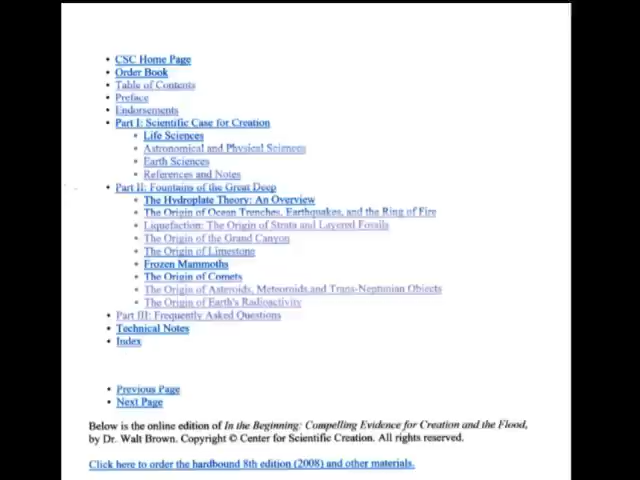 CSC Home Page
Order Book
Table of Contents
Preface
Endorsements
Part I: Scientific Case for Creation
Life Sciences
Astronomical and Physical Sciences
Earth Sciences
References and Notes
Part II: Fountains of the Great Deep
The Hydroplate Theory: An Overview
The Origin of Ocean Trenches, Earthquakes, and the Ring of Fire
Liquefaction: The Origin of Strata and Layered Fossils
The Origin of the Grand Canyon
The Origin of Limestone
Frozen Mammoths
The Origin of Comets
The Origin of Asteroids, Meteoroids,and Trans-Neptunian Objects
The Origin of Earth's Radioactivity
Part III: Frequently Asked Questions
Technical Notes
Index
Previous Page
Next Page
Below is the online edition of In the Beginning: Compelling Evidence for Creation and the Flood,
by Dr. Walt Brown. Copyright © Center for Scientific Creation. All rights reserved.
Click here to order the hardbound 8th edition (2008) and other materials.